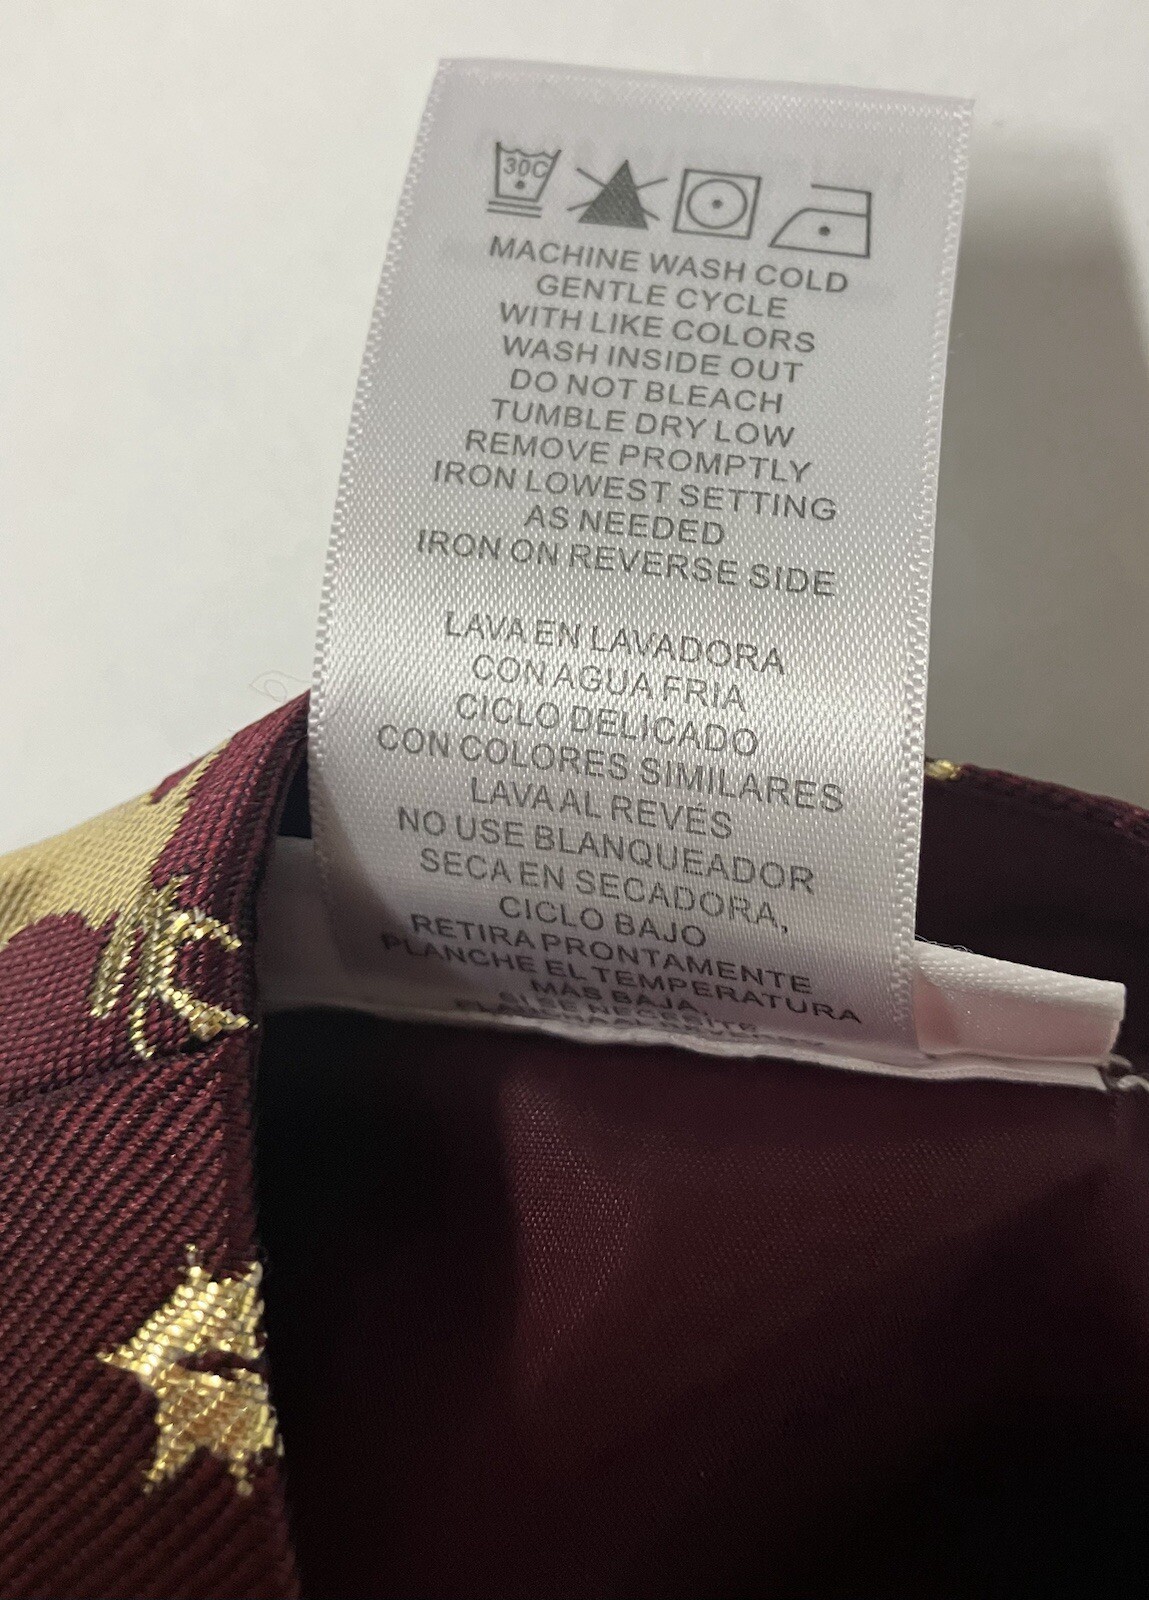 30C
MACHINE WASH COLD
GENTLE CYCLE
WITH LIKE COLORS
WASH INSIDE OUT
DO NOT BLEACH
TUMBLE DRY LOW
REMOVE PROMPTLY
IRON LOWEST SETTING
AS NEEDED
IRON ON REVERSE SIDE
LAVA EN LAVADORA
CON AGUA FRIA
CICLO DELICADO
CON COLORES SIMILARES
LAVA AL REVÉS
NO USE BLANQUEADOR
SECA EN SECADORA,
CICLO BAJO
RETIRA PRONTAMENTE
PLANCHE EL TEMPERATURA
MÁS BAJA,
SI SE NECESITE